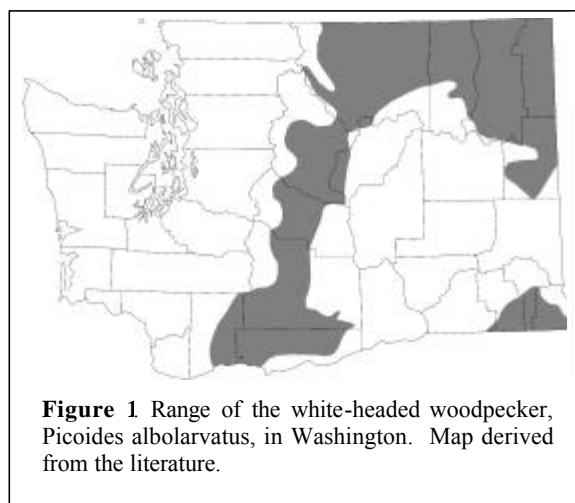 Figure 1 Range of the white-headed woodpecker,
Picoides albolarvatus, in Washington. Map derived
from the literature.